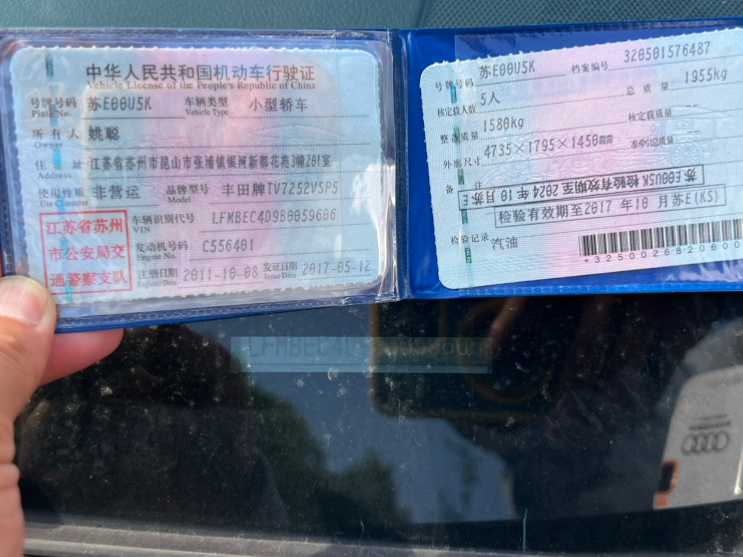 中华人民共和国机动车行驶证
Vehicle License of the People's Republic of China
号牌号码 苏E00U5K 车辆类型 小型轿车
Plate No. Vehicle Type
所有人 姚聪
Owner
住址 江苏省苏州市昆山市张浦镇银河新都花苑3幢201室
Address
使用性质 非营运 品牌型号 丰田牌TV7252VSP5
Use Character Model
江苏省苏州
市公安局交
通警察支队
车辆识别代号 LFMBEC4D9B0059606
VIN
发动机号码 C556401
Engine No.
注册日期 2011-10-08 发证日期 2017-05-12
Register Date Issue Date
号牌号码 苏E00U5K 档案编号 320501576487
核定载人数 5人 总质量 1955kg
整备质量 1580kg 核定载质量 --
外廓尺寸 4735×1795×1450mm 准牵引总质量 --
备注
苏E00U5K 检验有效期至2024年10月苏E
检验有效期至2017年10月苏E(KS)
检验记录 汽油